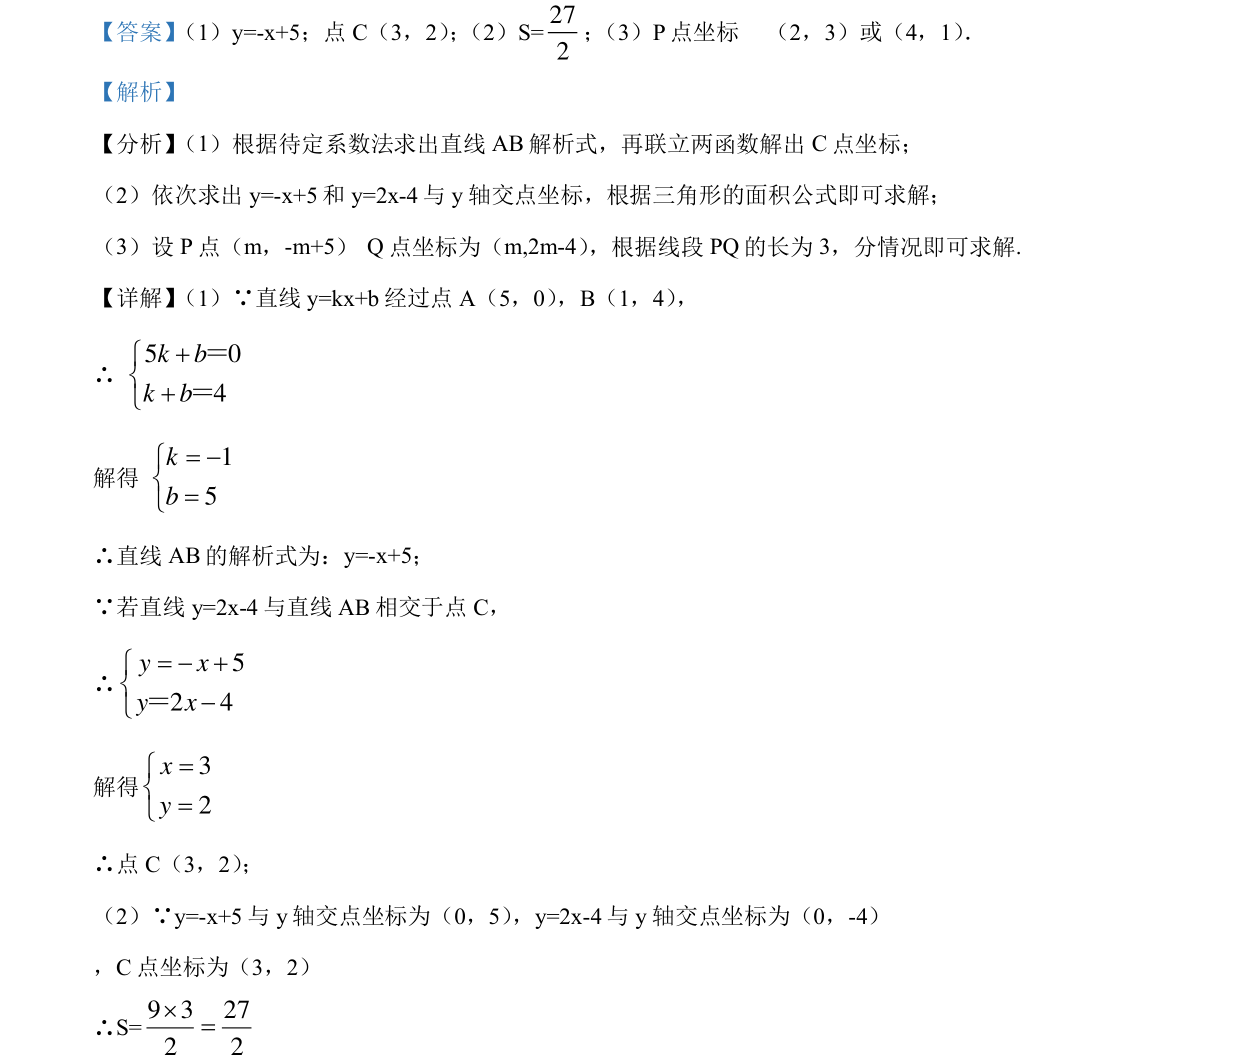 【答案】（1）y=-x+5；点 C（3，2）；（2）S=27/2；（3）P 点坐标 （2，3）或（4，1）.
【解析】
【分析】（1）根据待定系数法求出直线 AB 解析式，再联立两函数解出 C 点坐标；
（2）依次求出 y=-x+5 和 y=2x-4 与 y 轴交点坐标，根据三角形的面积公式即可求解；
（3）设 P 点（m，-m+5） Q 点坐标为（m,2m-4），根据线段 PQ 的长为 3，分情况即可求解.
【详解】（1）∵直线 y=kx+b 经过点 A（5，0），B（1，4），
∴ {5k+b=0
k+b=4
解得 {k=-1
b=5
∴直线 AB 的解析式为：y=-x+5；
∵若直线 y=2x-4 与直线 AB 相交于点 C，
∴{y=-x+5
y=2x-4
解得{x=3
y=2
∴点 C（3，2）；
（2）∵y=-x+5 与 y 轴交点坐标为（0，5），y=2x-4 与 y 轴交点坐标为（0，-4）
，C 点坐标为（3，2）
∴S=9×3/2=27/2